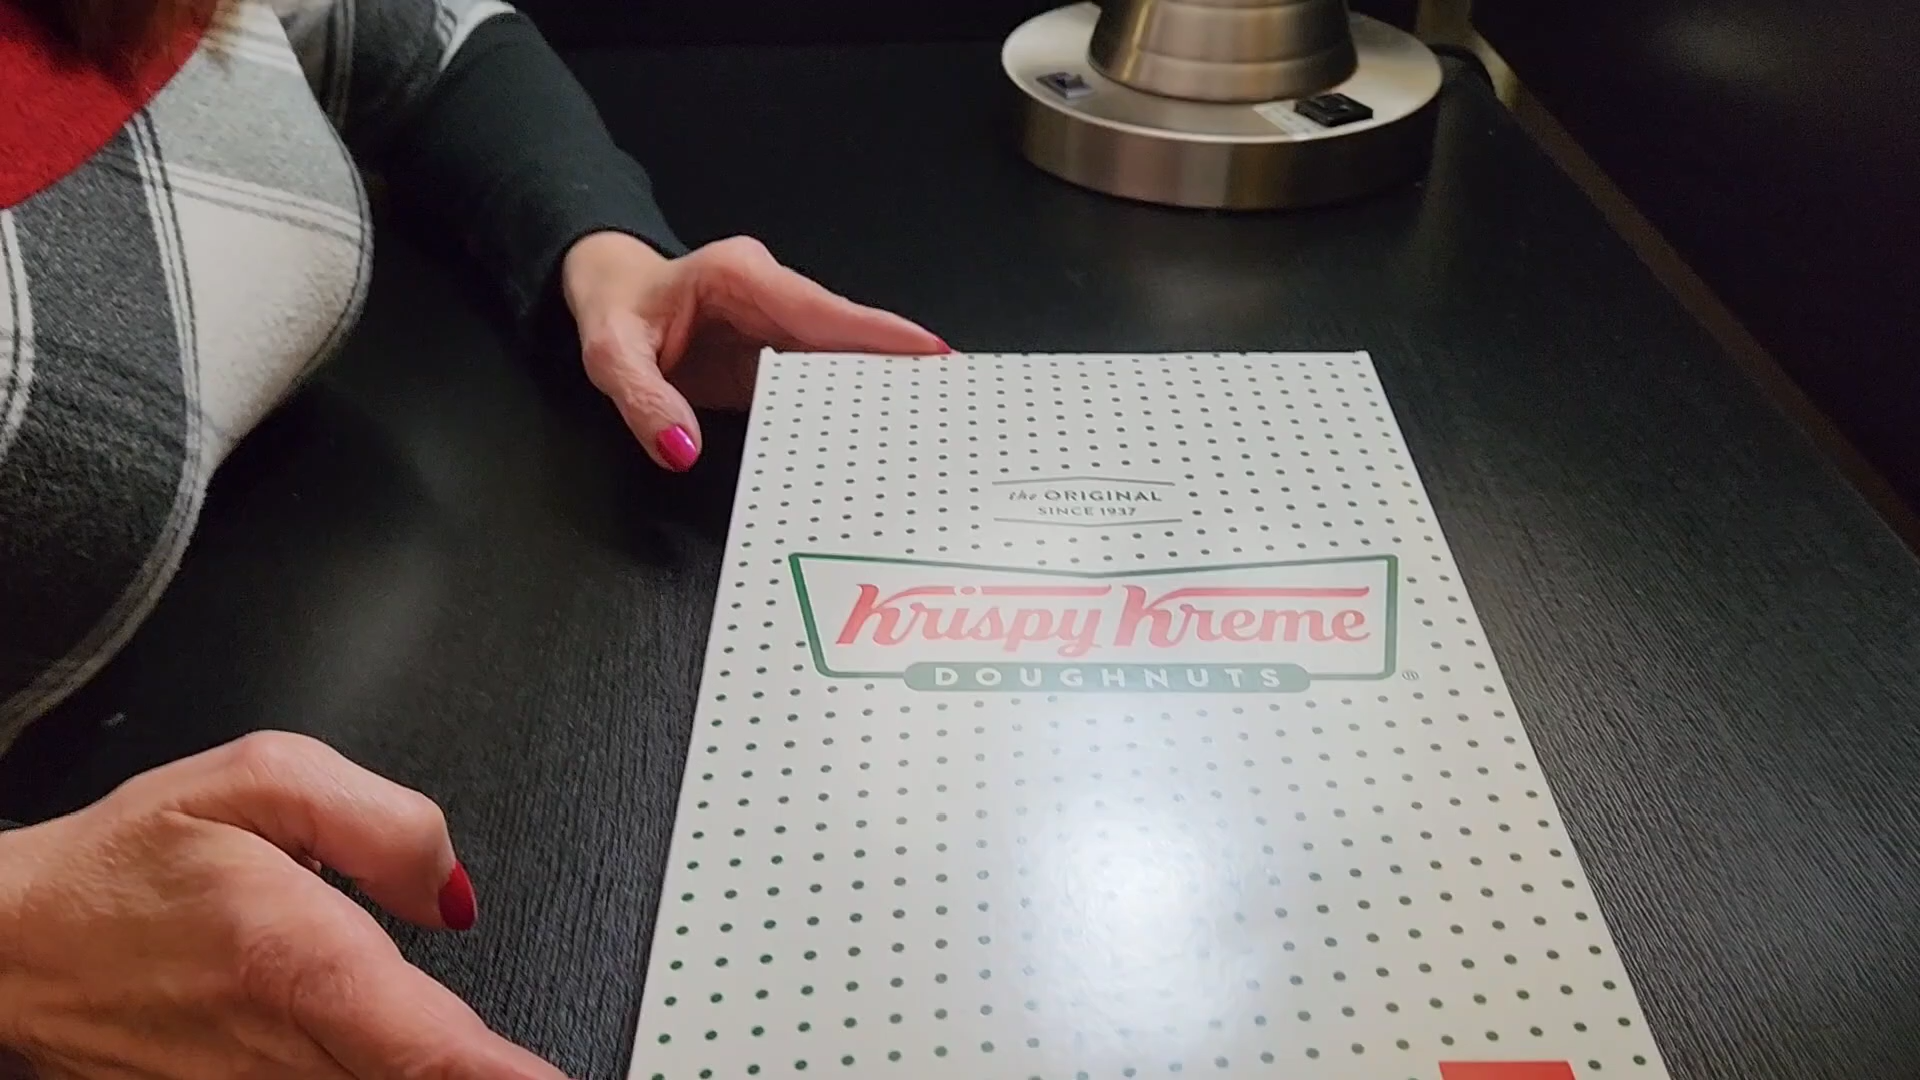 the ORIGINAL
SINCE 1937
Krispy Kreme
DOUGHNUTS
®